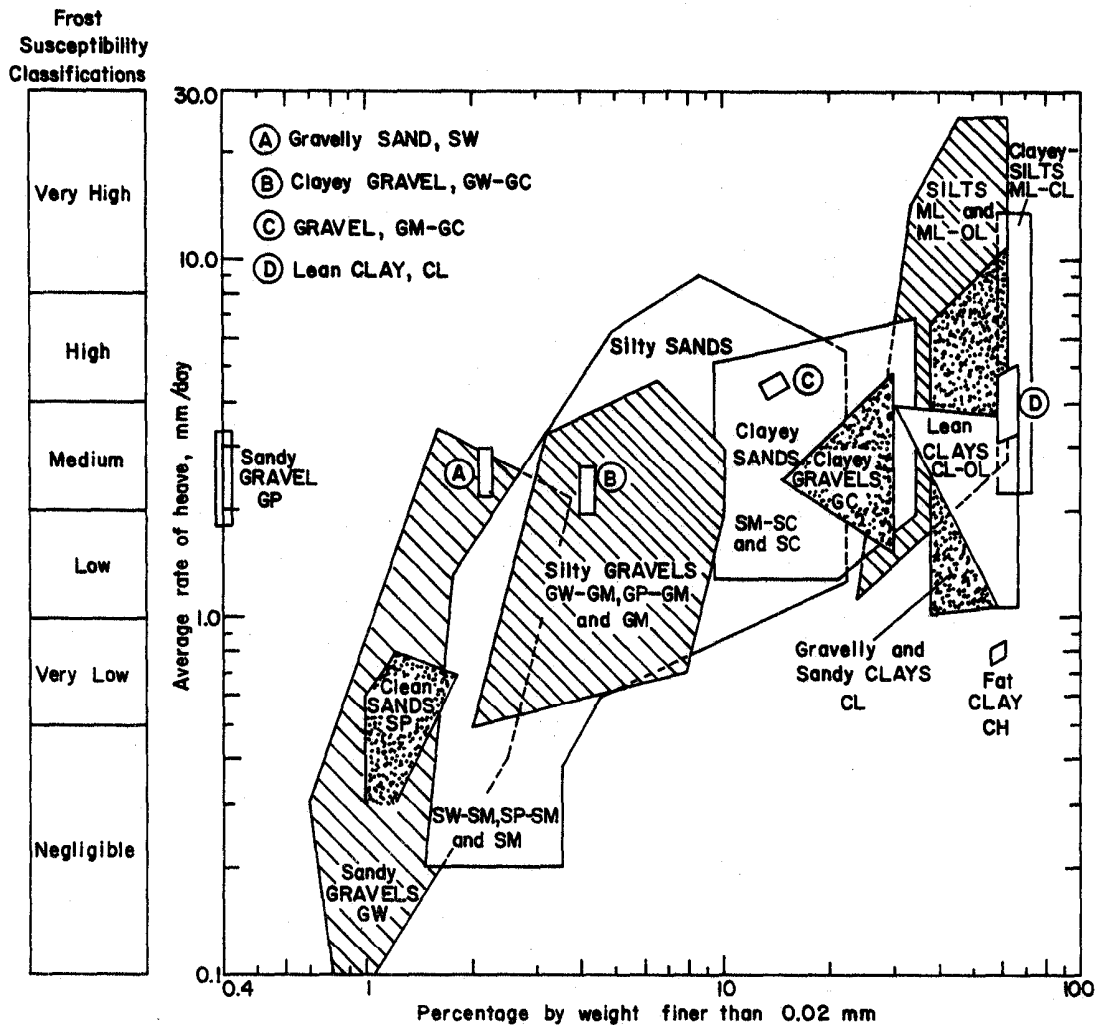 Frost
Susceptibility
Classifications
Very High
High
Medium
Low
Very Low
Negligible
Average rate of heave, mm/day
30.0
10.0
1.0
0.1
A Gravelly SAND, SW
B Clayey GRAVEL, GW-GC
C GRAVEL, GM-GC
D Lean CLAY, CL
Clayey-
SILTS
ML-CL
SILTS
ML and
ML-OL
Silty SANDS
C
D
Sandy
GRAVEL
GP
A
B
Clayey
SANDS
SM-SC
and SC
Clayey
GRAVELS
GC
Lean
CLAYS
CL-OL
Silty GRAVELS
GW-GM, GP-GM
and GM
Gravelly and
Sandy CLAYS
CL
Fat
CLAY
CH
Clean
SANDS
SP
SW-SM, SP-SM
and SM
Sandy
GRAVELS
GW
0.4
1
10
100
Percentage by weight finer than 0.02 mm